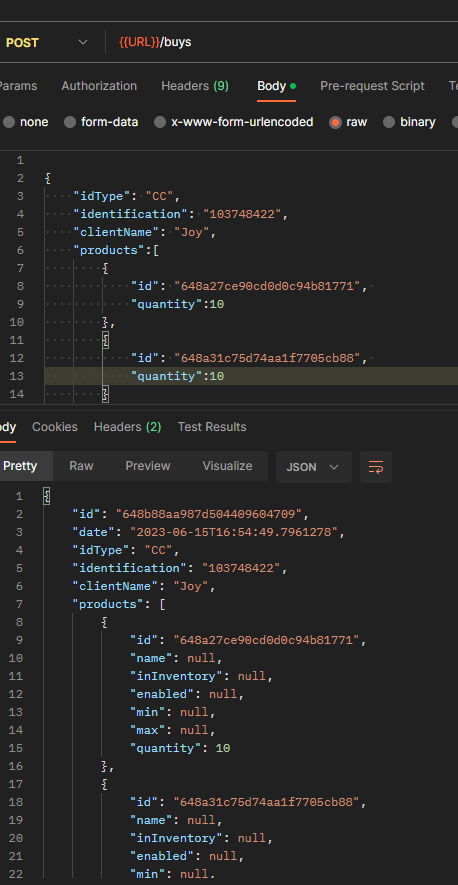 POST {{URL}}/buys
Params Authorization Headers (9) Body Pre-request Script
none form-data x-www-form-urlencoded raw binary
1
2 {
3 "idType": "CC",
4 "identification": "103748422",
5 "clientName": "Joy",
6 "products":[
7 {
8 "id": "648a27ce90cd0d0c94b81771",
9 "quantity":10
10 },
11 {
12 "id": "648a31c75d74aa1f7705cb88",
13 "quantity":10
14 }
ody Cookies Headers (2) Test Results
Pretty Raw Preview Visualize JSON
1 {
2 "id": "648b88aa987d504409604709",
3 "date": "2023-06-15T16:54:49.7961278",
4 "idType": "CC",
5 "identification": "103748422",
6 "clientName": "Joy",
7 "products": [
8 {
9 "id": "648a27ce90cd0d0c94b81771",
10 "name": null,
11 "inInventory": null,
12 "enabled": null,
13 "min": null,
14 "max": null,
15 "quantity": 10
16 },
17 {
18 "id": "648a31c75d74aa1f7705cb88",
19 "name": null,
20 "inInventory": null,
21 "enabled": null,
22 "min": null,